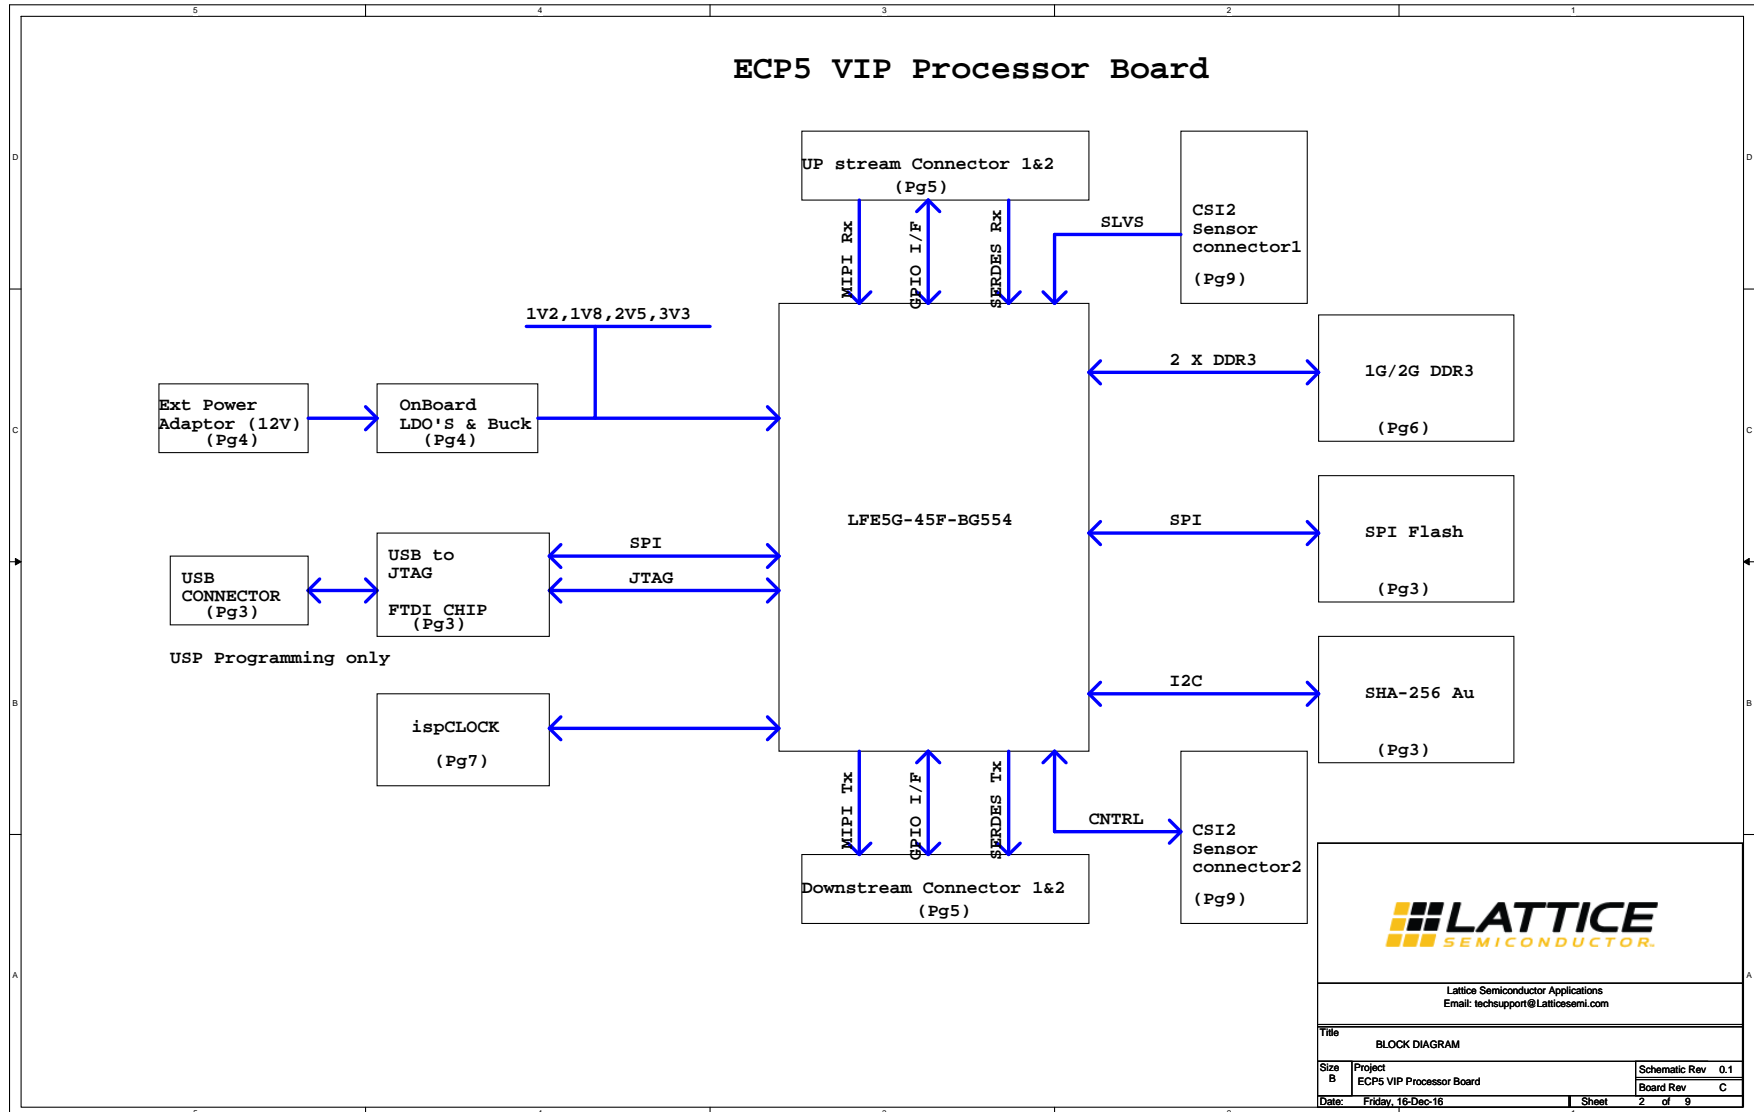 5 4 3 2 1
ECP5 VIP Processor Board
D
D
UP stream Connector 1&2
(Pg5)
MIPI Rx
GPIO I/F
SERDES Rx
SLVS
CSI2
Sensor
connector1
(Pg9)
1V2,1V8,2V5,3V3
2 X DDR3
1G/2G DDR3
(Pg6)
Ext Power
Adaptor (12V)
(Pg4)
OnBoard
LDO'S & Buck
(Pg4)
C
C
LFE5G-45F-BG554
SPI
SPI Flash
(Pg3)
USB
CONNECTOR
(Pg3)
USB to
JTAG
FTDI CHIP
(Pg3)
SPI
JTAG
USP Programming only
I2C
SHA-256 Au
(Pg3)
B
B
ispCLOCK
(Pg7)
MIPI Tx
GPIO I/F
SERDES Tx
CNTRL
CSI2
Sensor
connector2
(Pg9)
Downstream Connector 1&2
(Pg5)
LATTICE
SEMICONDUCTOR
A
A
Lattice Semiconductor Applications
Email: techsupport@Latticesemi.com
Title
BLOCK DIAGRAM
Size
B
Project
ECP5 VIP Processor Board
Schematic Rev 0.1
Board Rev C
Date: Friday, 16-Dec-16
Sheet 2 of 9